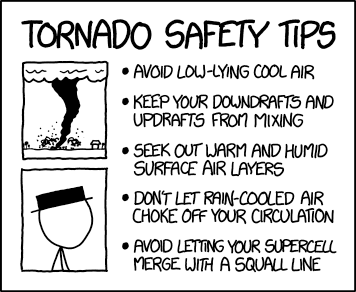 TORNADO SAFETY TIPS
• AVOID LOW-LYING COOL AIR
• KEEP YOUR DOWNDRAFTS AND
UPDRAFTS FROM MIXING
• SEEK OUT WARM AND HUMID
SURFACE AIR LAYERS
• DON'T LET RAIN-COOLED AIR
CHOKE OFF YOUR CIRCULATION
• AVOID LETTING YOUR SUPERCELL
MERGE WITH A SQUALL LINE